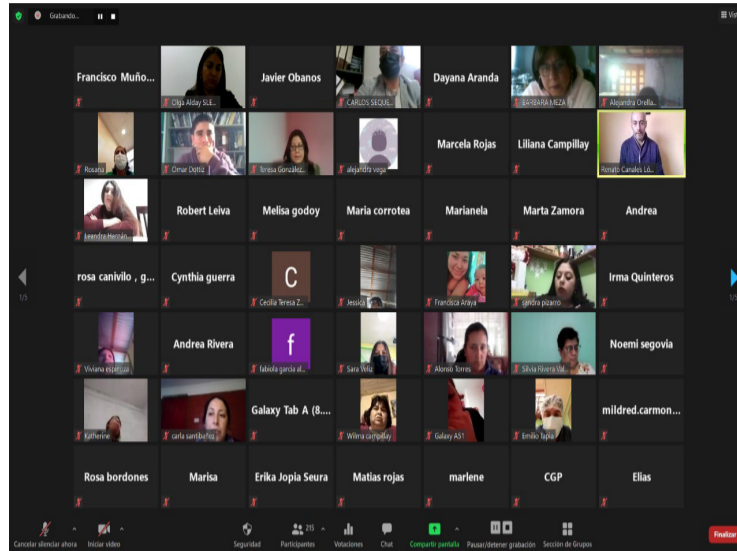 Grabando...
Vis
Francisco Muño...
Olga Alday SLE...
Javier Obanos
CARLOS SEQUE...
Dayana Aranda
BARBARA MEZA
Alejandra Orella...
Rosana
Omar Dottiz
Teresa González...
alejandra vega
Marcela Rojas
Liliana Campillay
Renato Canales Ló...
Leandra Hernán...
Robert Leiva
Melisa godoy
Maria corrotea
Marianela
Marta Zamora
Andrea
1/5
rosa canivilo , g...
Cynthia guerra
C
Cecilia Teresa Z...
Jessica
Francisca Araya
sandra pizarro
Irma Quinteros
1/5
Viviana esperoza
Andrea Rivera
f
fabiola garcia al...
Sara Veliz
Alonso Torres
Silvia Rivera Val...
Noemi segovia
Katherine
carla santibañez
Galaxy Tab A (8....
Wilma campillay
Galaxy A51
Emilio Tapia
mildred.carmon...
Rosa bordones
Marisa
Erika Jopia Seura
Matias rojas
marlene
CGP
Elias
Cancelar silenciar ahora
Iniciar video
Seguridad
215
Participantes
Votaciones
Chat
Compartir pantalla
Pausar/detener grabación
Sección de Grupos
Finalizar